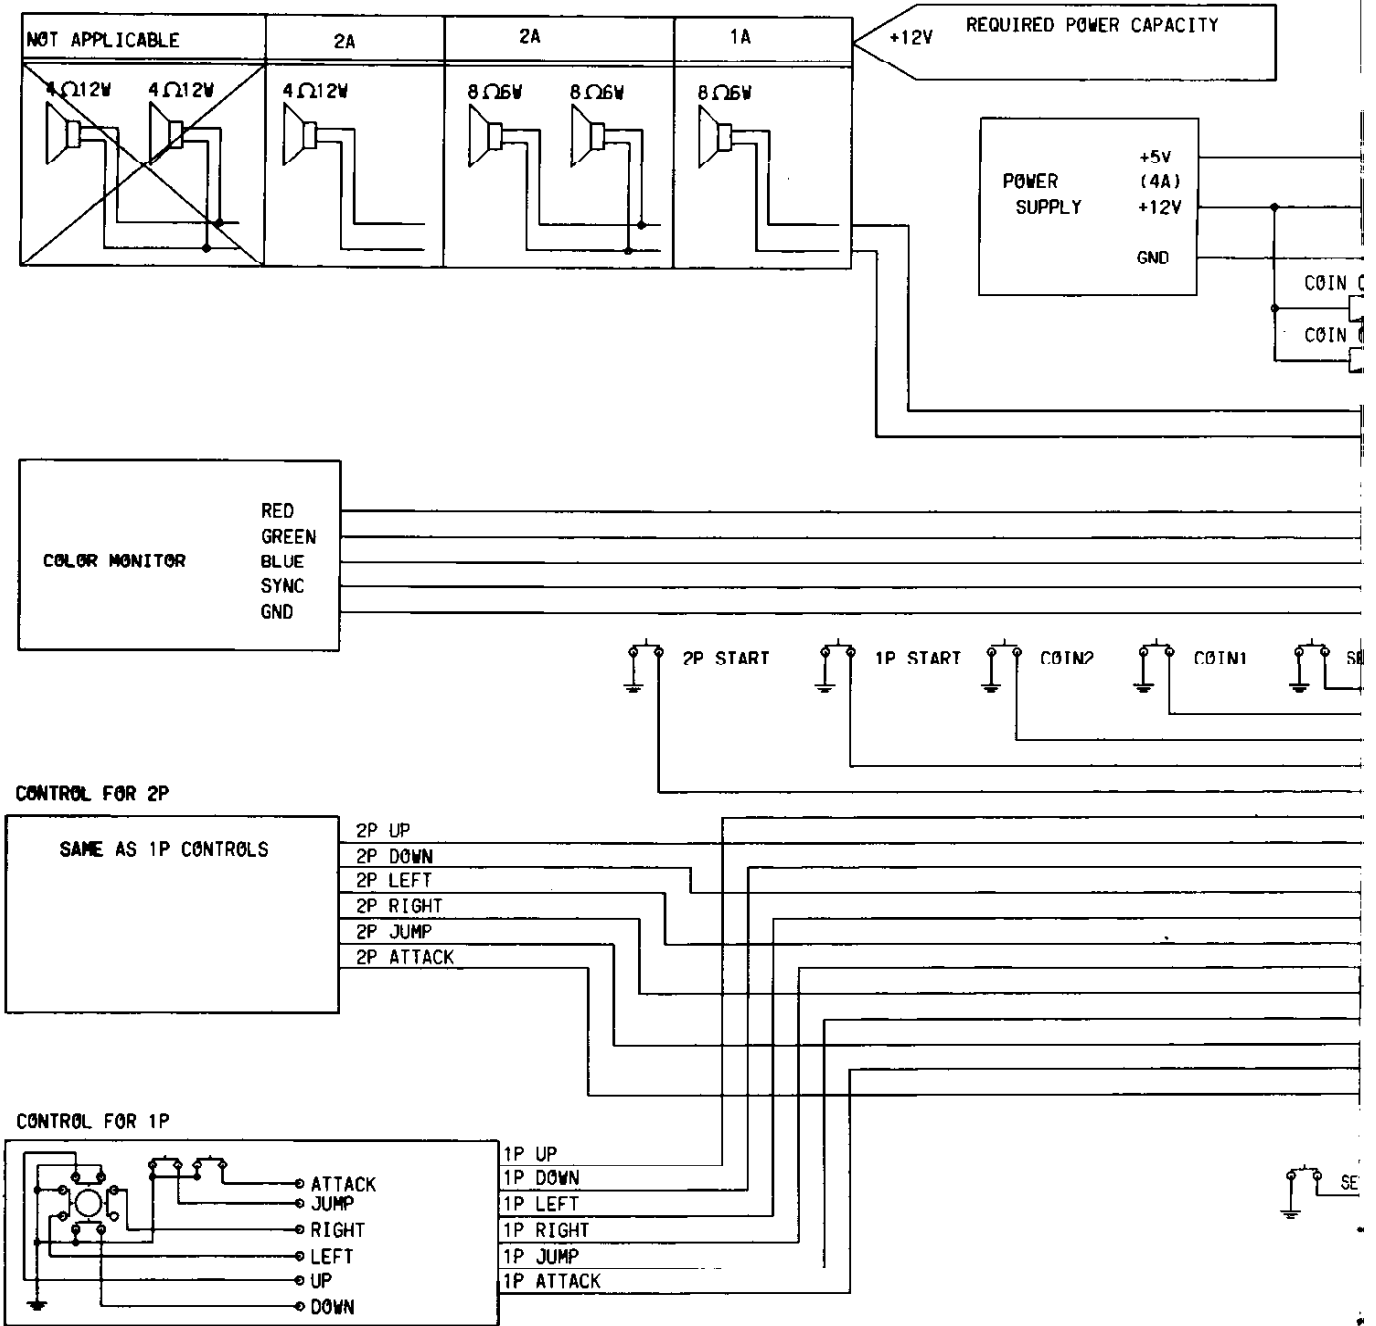 NOT APPLICABLE
2A
2A
1A
+12V
REQUIRED POWER CAPACITY
4Ω12W
4Ω12W
4Ω12W
8Ω6W
8Ω6W
8Ω6W
POWER
SUPPLY
+5V
(4A)
+12V
GND
COIN
COIN
COLOR MONITOR
RED
GREEN
BLUE
SYNC
GND
2P START
1P START
COIN2
COIN1
CONTROL FOR 2P
SAME AS 1P CONTROLS
2P UP
2P DOWN
2P LEFT
2P RIGHT
2P JUMP
2P ATTACK
CONTROL FOR 1P
ATTACK
JUMP
RIGHT
LEFT
UP
DOWN
1P UP
1P DOWN
1P LEFT
1P RIGHT
1P JUMP
1P ATTACK
SE